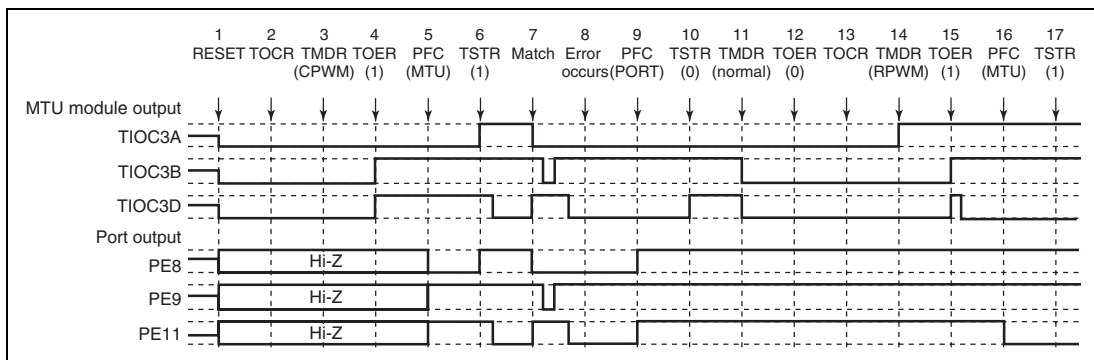 1 2 3 4 5 6 7 8 9 10 11 12 13 14 15 16 17
RESET TOCR TMDR TOER PFC TSTR Match Error PFC TSTR TMDR TOER TOCR TMDR TOER PFC TSTR
(CPWM) (1) (MTU) (1) occurs (PORT) (0) (normal) (0) (RPWM) (1) (MTU) (1)
MTU module output
TIOC3A
TIOC3B
TIOC3D
Port output
PE8 Hi-Z
PE9 Hi-Z
PE11 Hi-Z